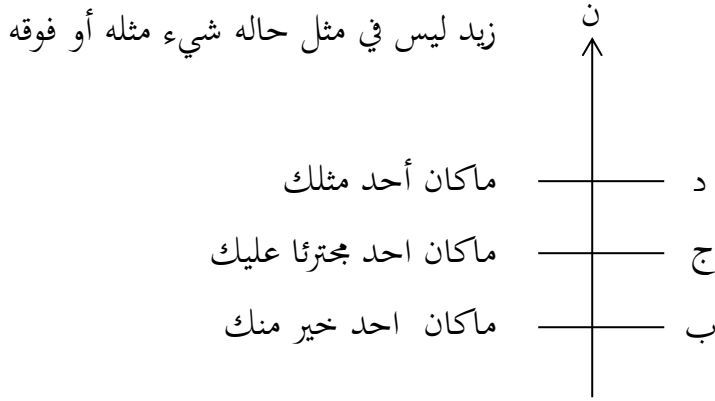 ن
زيد ليس في مثل حاله شيء مثله أو فوقه
د ماكان أحد مثلك
ج ماكان احد مجترئا عليك
ب ماكان احد خير منك